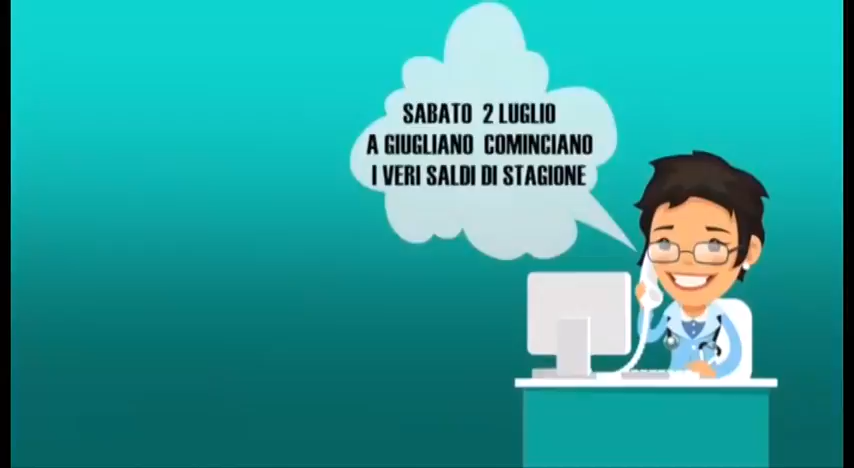 SABATO 2 LUGLIO
A GIUGLIANO COMINCIANO
I VERI SALDI DI STAGIONE